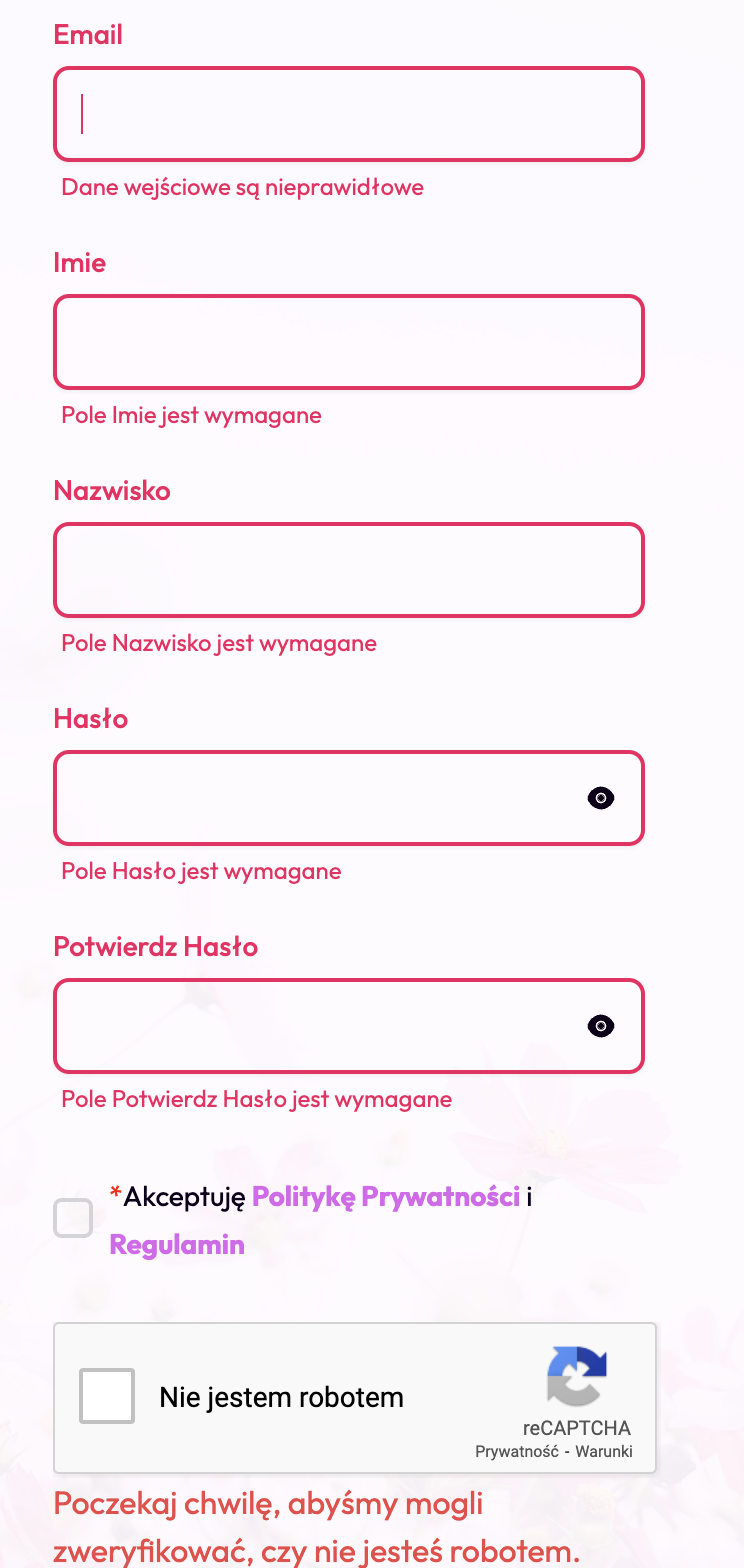 Email
Dane wejściowe są nieprawidłowe
Imie
Pole Imie jest wymagane
Nazwisko
Pole Nazwisko jest wymagane
Hasło
Pole Hasło jest wymagane
Potwierdz Hasło
Pole Potwierdz Hasło jest wymagane
*Akceptuję Politykę Prywatności i
Regulamin
Nie jestem robotem
reCAPTCHA
Prywatność - Warunki
Poczekaj chwilę, abyśmy mogli
zweryfikować, czy nie jesteś robotem.